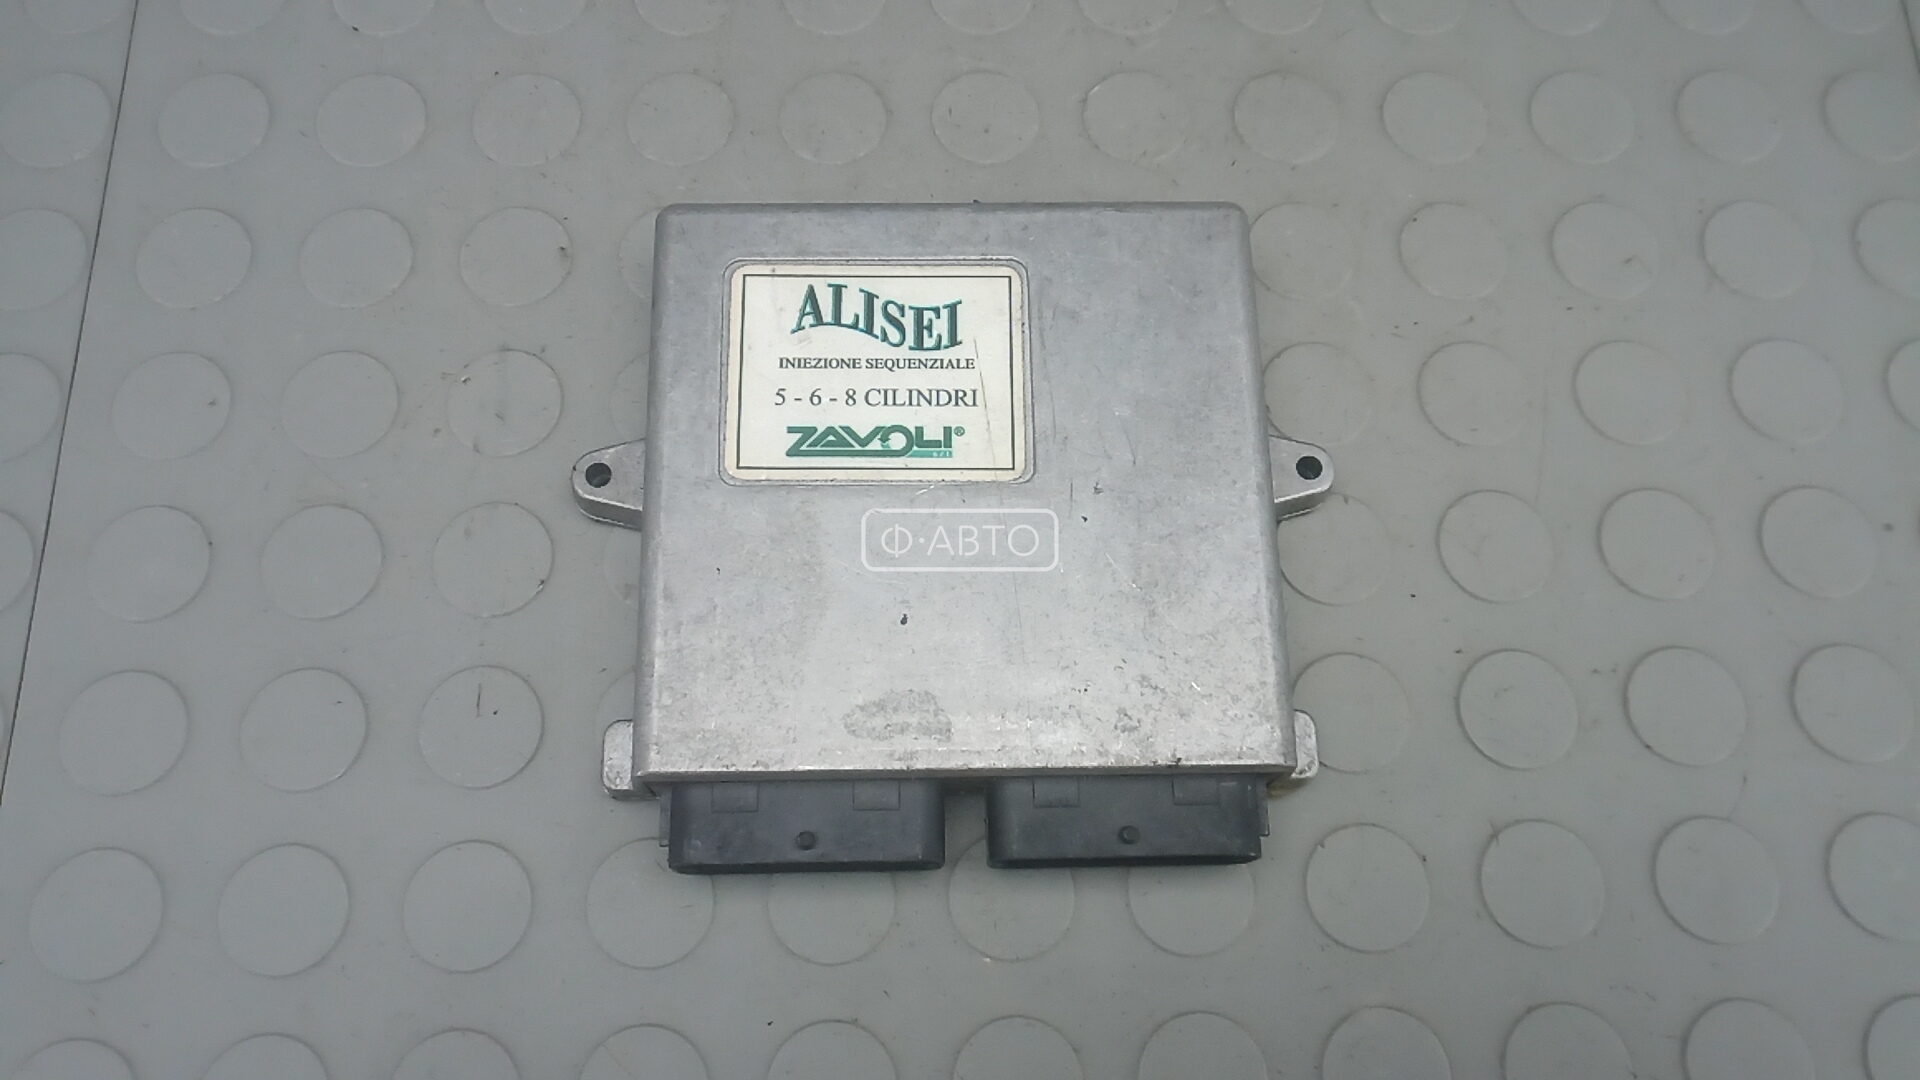 ALISEI
INIEZIONE SEQUENZIALE
5 - 6 - 8 CILINDRI
ZAVOLI®
s.r.l.
Ф·АВТО